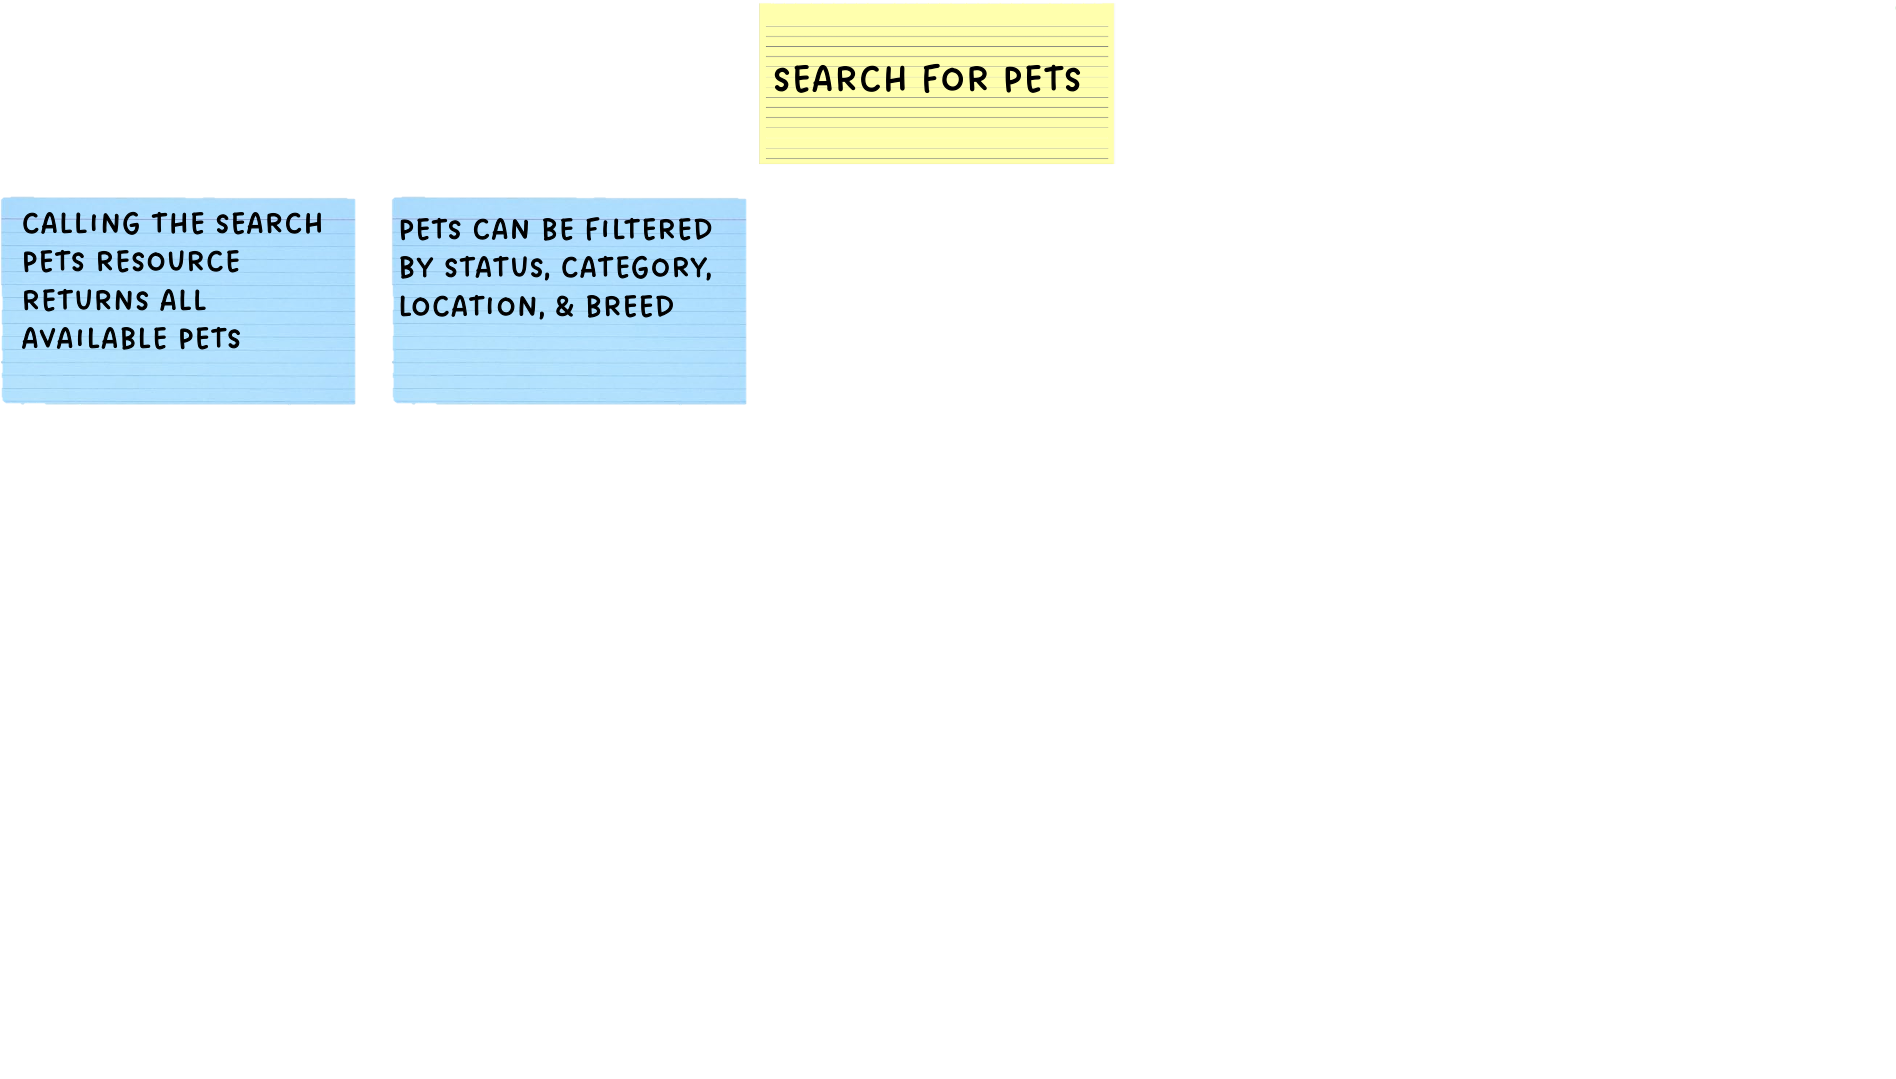 SEARCH FOR PETS
CALLING THE SEARCH
PETS RESOURCE
RETURNS ALL
AVAILABLE PETS
PETS CAN BE FILTERED
BY STATUS, CATEGORY,
LOCATION, & BREED